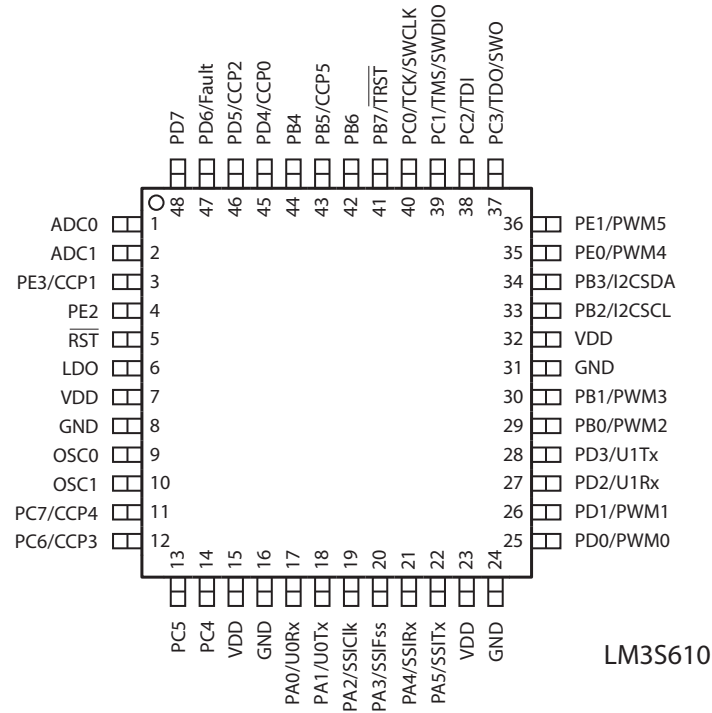 PD7
PD6/Fault
PD5/CCP2
PD4/CCP0
PB4
PB5/CCP5
PB6
PB7/T̅R̅S̅T̅
PC0/TCK/SWCLK
PC1/TMS/SWDIO
PC2/TDI
PC3/TDO/SWO
48
47
46
45
44
43
42
41
40
39
38
37
ADC0 1
ADC1 2
PE3/CCP1 3
PE2 4
R̅S̅T̅ 5
LDO 6
VDD 7
GND 8
OSC0 9
OSC1 10
PC7/CCP4 11
PC6/CCP3 12
36 PE1/PWM5
35 PE0/PWM4
34 PB3/I2CSDA
33 PB2/I2CSCL
32 VDD
31 GND
30 PB1/PWM3
29 PB0/PWM2
28 PD3/U1Tx
27 PD2/U1Rx
26 PD1/PWM1
25 PD0/PWM0
13
14
15
16
17
18
19
20
21
22
23
24
PC5
PC4
VDD
GND
PA0/U0Rx
PA1/U0Tx
PA2/SSIClk
PA3/SSIFss
PA4/SSIRx
PA5/SSITx
VDD
GND
LM3S610